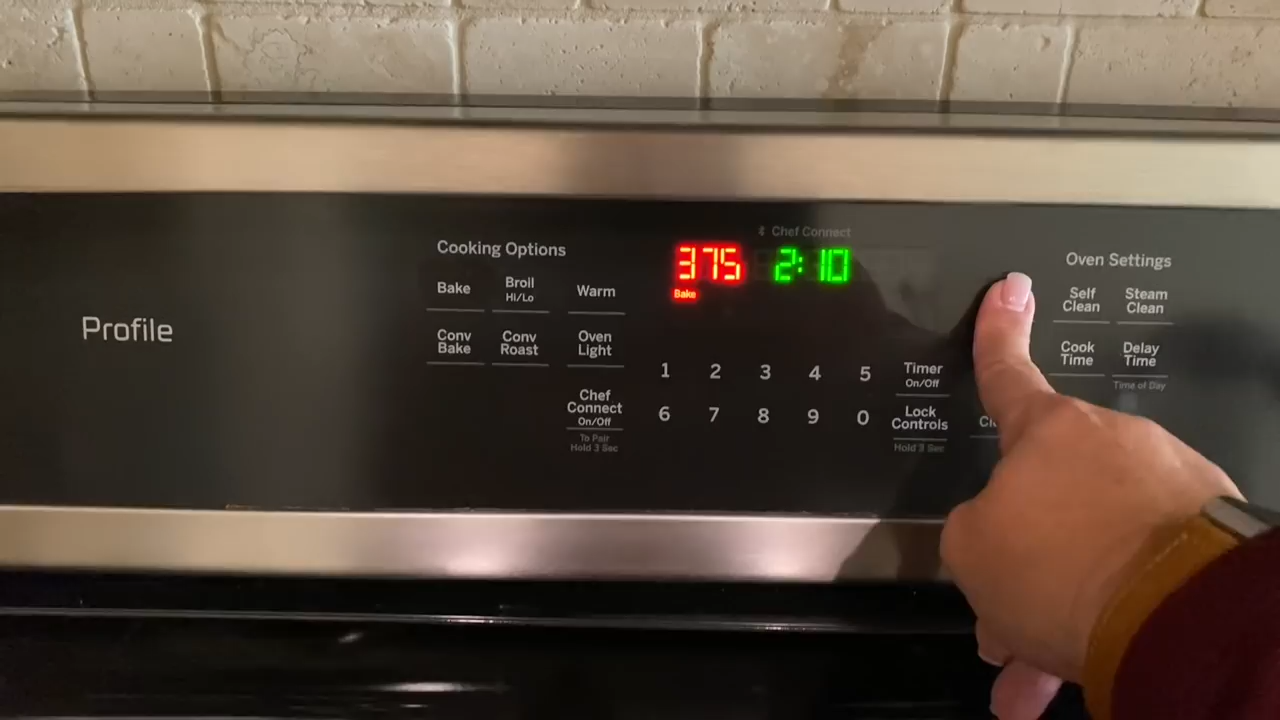 Chef Connect
Cooking Options
375
2:10
Oven Settings
Bake
Bake
Broil
Hi/Lo
Warm
Self
Clean
Steam
Clean
Profile
Conv
Bake
Conv
Roast
Oven
Light
Cook
Time
Delay
Time
Time of Day
1 2 3 4 5
Timer
On/Off
Chef
Connect
On/Off
6 7 8 9 0
Lock
Controls
To Pair
Hold 3 Sec
Hold 3 Sec